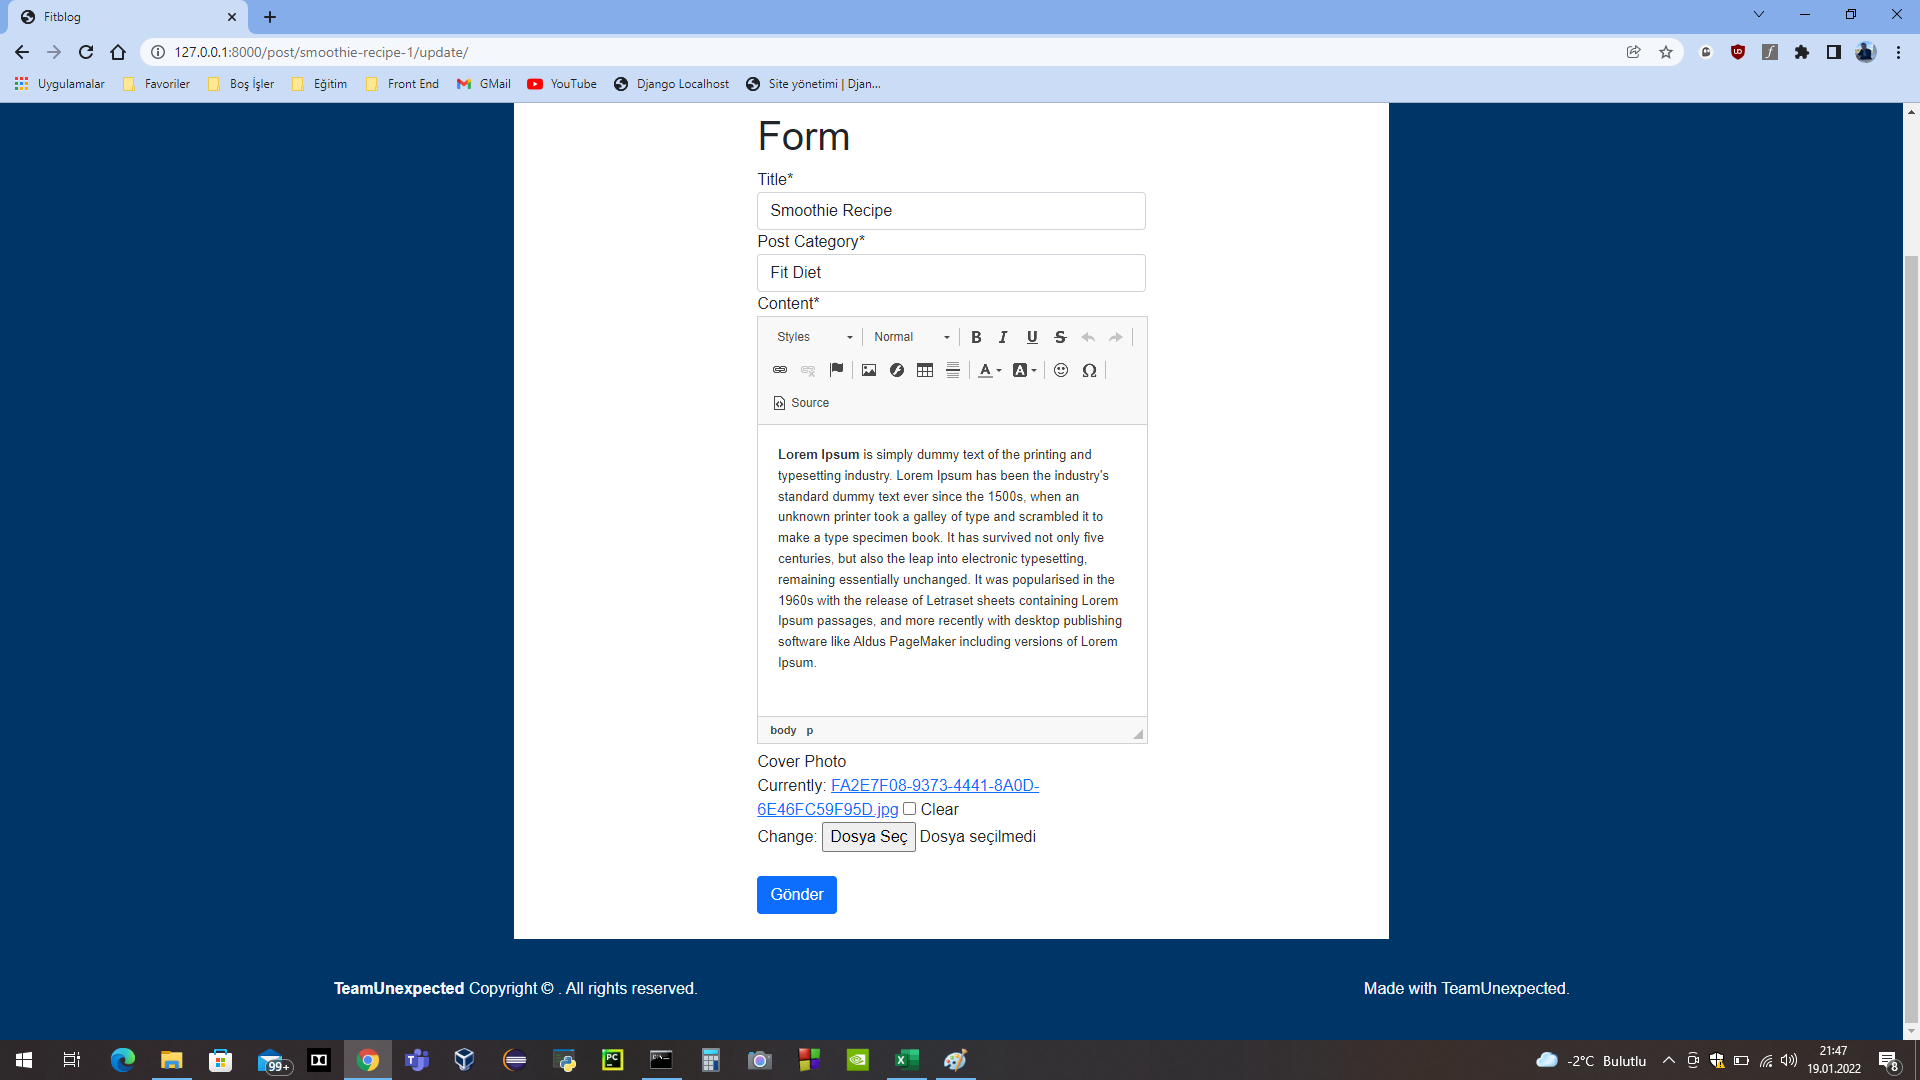 Fitblog
127.0.0.1:8000/post/smoothie-recipe-1/update/
Uygulamalar Favoriler Boş İşler Eğitim Front End GMail YouTube Django Localhost Site yönetimi | Djan...
Form
Title*
Smoothie Recipe
Post Category*
Fit Diet
Content*
Styles Normal B I U S
A A Ω
Source
Lorem Ipsum is simply dummy text of the printing and
typesetting industry. Lorem Ipsum has been the industry's
standard dummy text ever since the 1500s, when an
unknown printer took a galley of type and scrambled it to
make a type specimen book. It has survived not only five
centuries, but also the leap into electronic typesetting,
remaining essentially unchanged. It was popularised in the
1960s with the release of Letraset sheets containing Lorem
Ipsum passages, and more recently with desktop publishing
software like Aldus PageMaker including versions of Lorem
Ipsum.
body p
Cover Photo
Currently: FA2E7F08-9373-4441-8A0D-
6E46FC59F95D.jpg Clear
Change: Dosya Seç Dosya seçilmedi
Gönder
TeamUnexpected Copyright © . All rights reserved. Made with TeamUnexpected.
99+ PC -2°C Bulutlu 21:47
19.01.2022 8